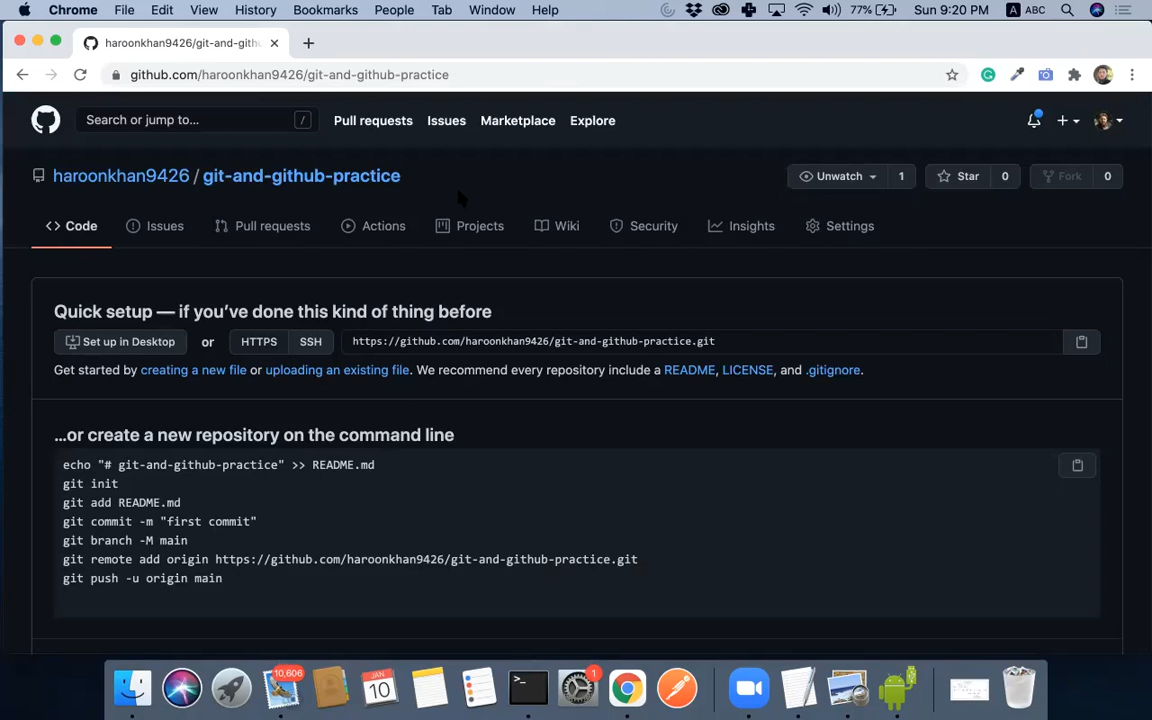 Chrome File Edit View History Bookmarks People Tab Window Help 77% Sun 9:20 PM A ABC
haroonkhan9426/git-and-gith
github.com/haroonkhan9426/git-and-github-practice
Search or jump to... / Pull requests Issues Marketplace Explore
haroonkhan9426 / git-and-github-practice Unwatch 1 Star 0 Fork 0
<> Code Issues Pull requests Actions Projects Wiki Security Insights Settings
Quick setup — if you've done this kind of thing before
Set up in Desktop or HTTPS SSH https://github.com/haroonkhan9426/git-and-github-practice.git
Get started by creating a new file or uploading an existing file. We recommend every repository include a README, LICENSE, and .gitignore.
...or create a new repository on the command line
echo "# git-and-github-practice" >> README.md
git init
git add README.md
git commit -m "first commit"
git branch -M main
git remote add origin https://github.com/haroonkhan9426/git-and-github-practice.git
git push -u origin main
10,606 JAN 10 >_ 1